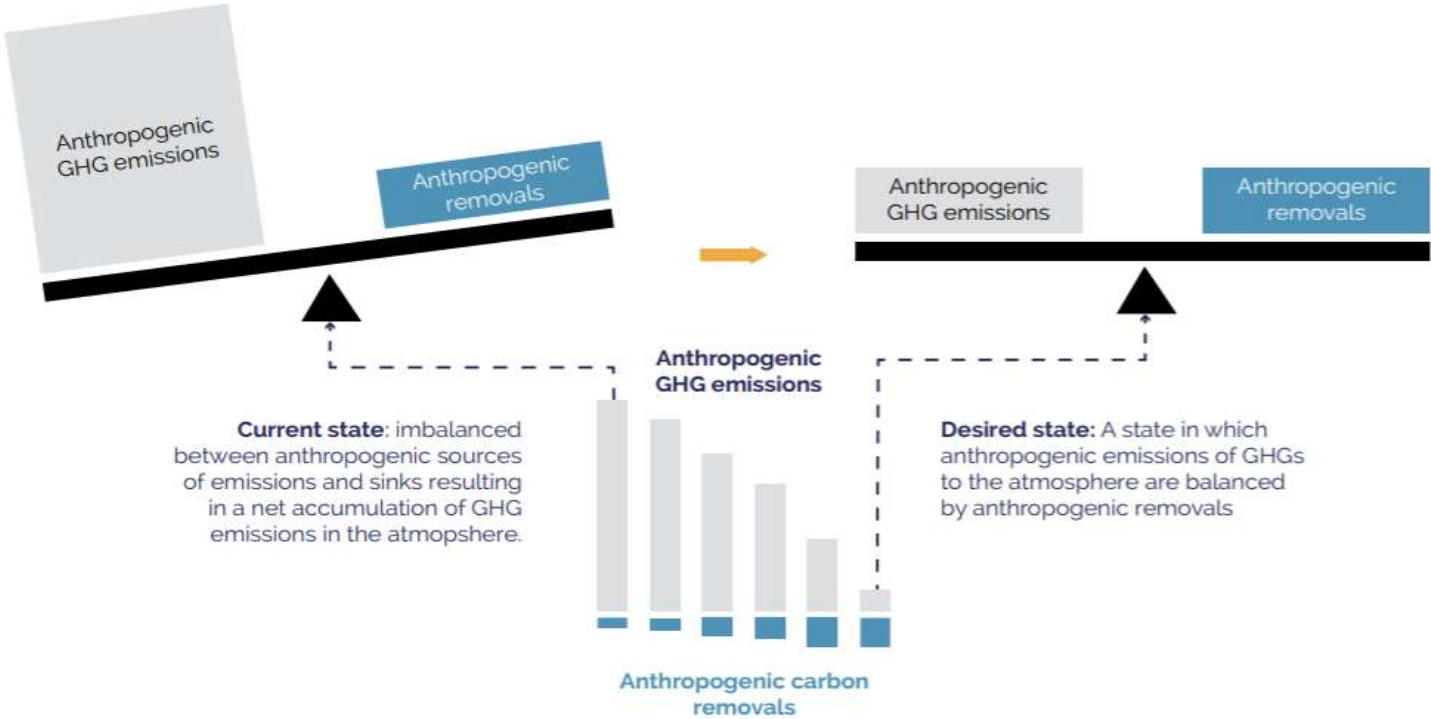 Anthropogenic
GHG emissions
Anthropogenic
removals
Anthropogenic
GHG emissions
Anthropogenic
removals
Anthropogenic
GHG emissions
Current state: imbalanced
between anthropogenic sources
of emissions and sinks resulting
in a net accumulation of GHG
emissions in the atmopshere.
Desired state: A state in which
anthropogenic emissions of GHGs
to the atmosphere are balanced
by anthropogenic removals
Anthropogenic carbon
removals